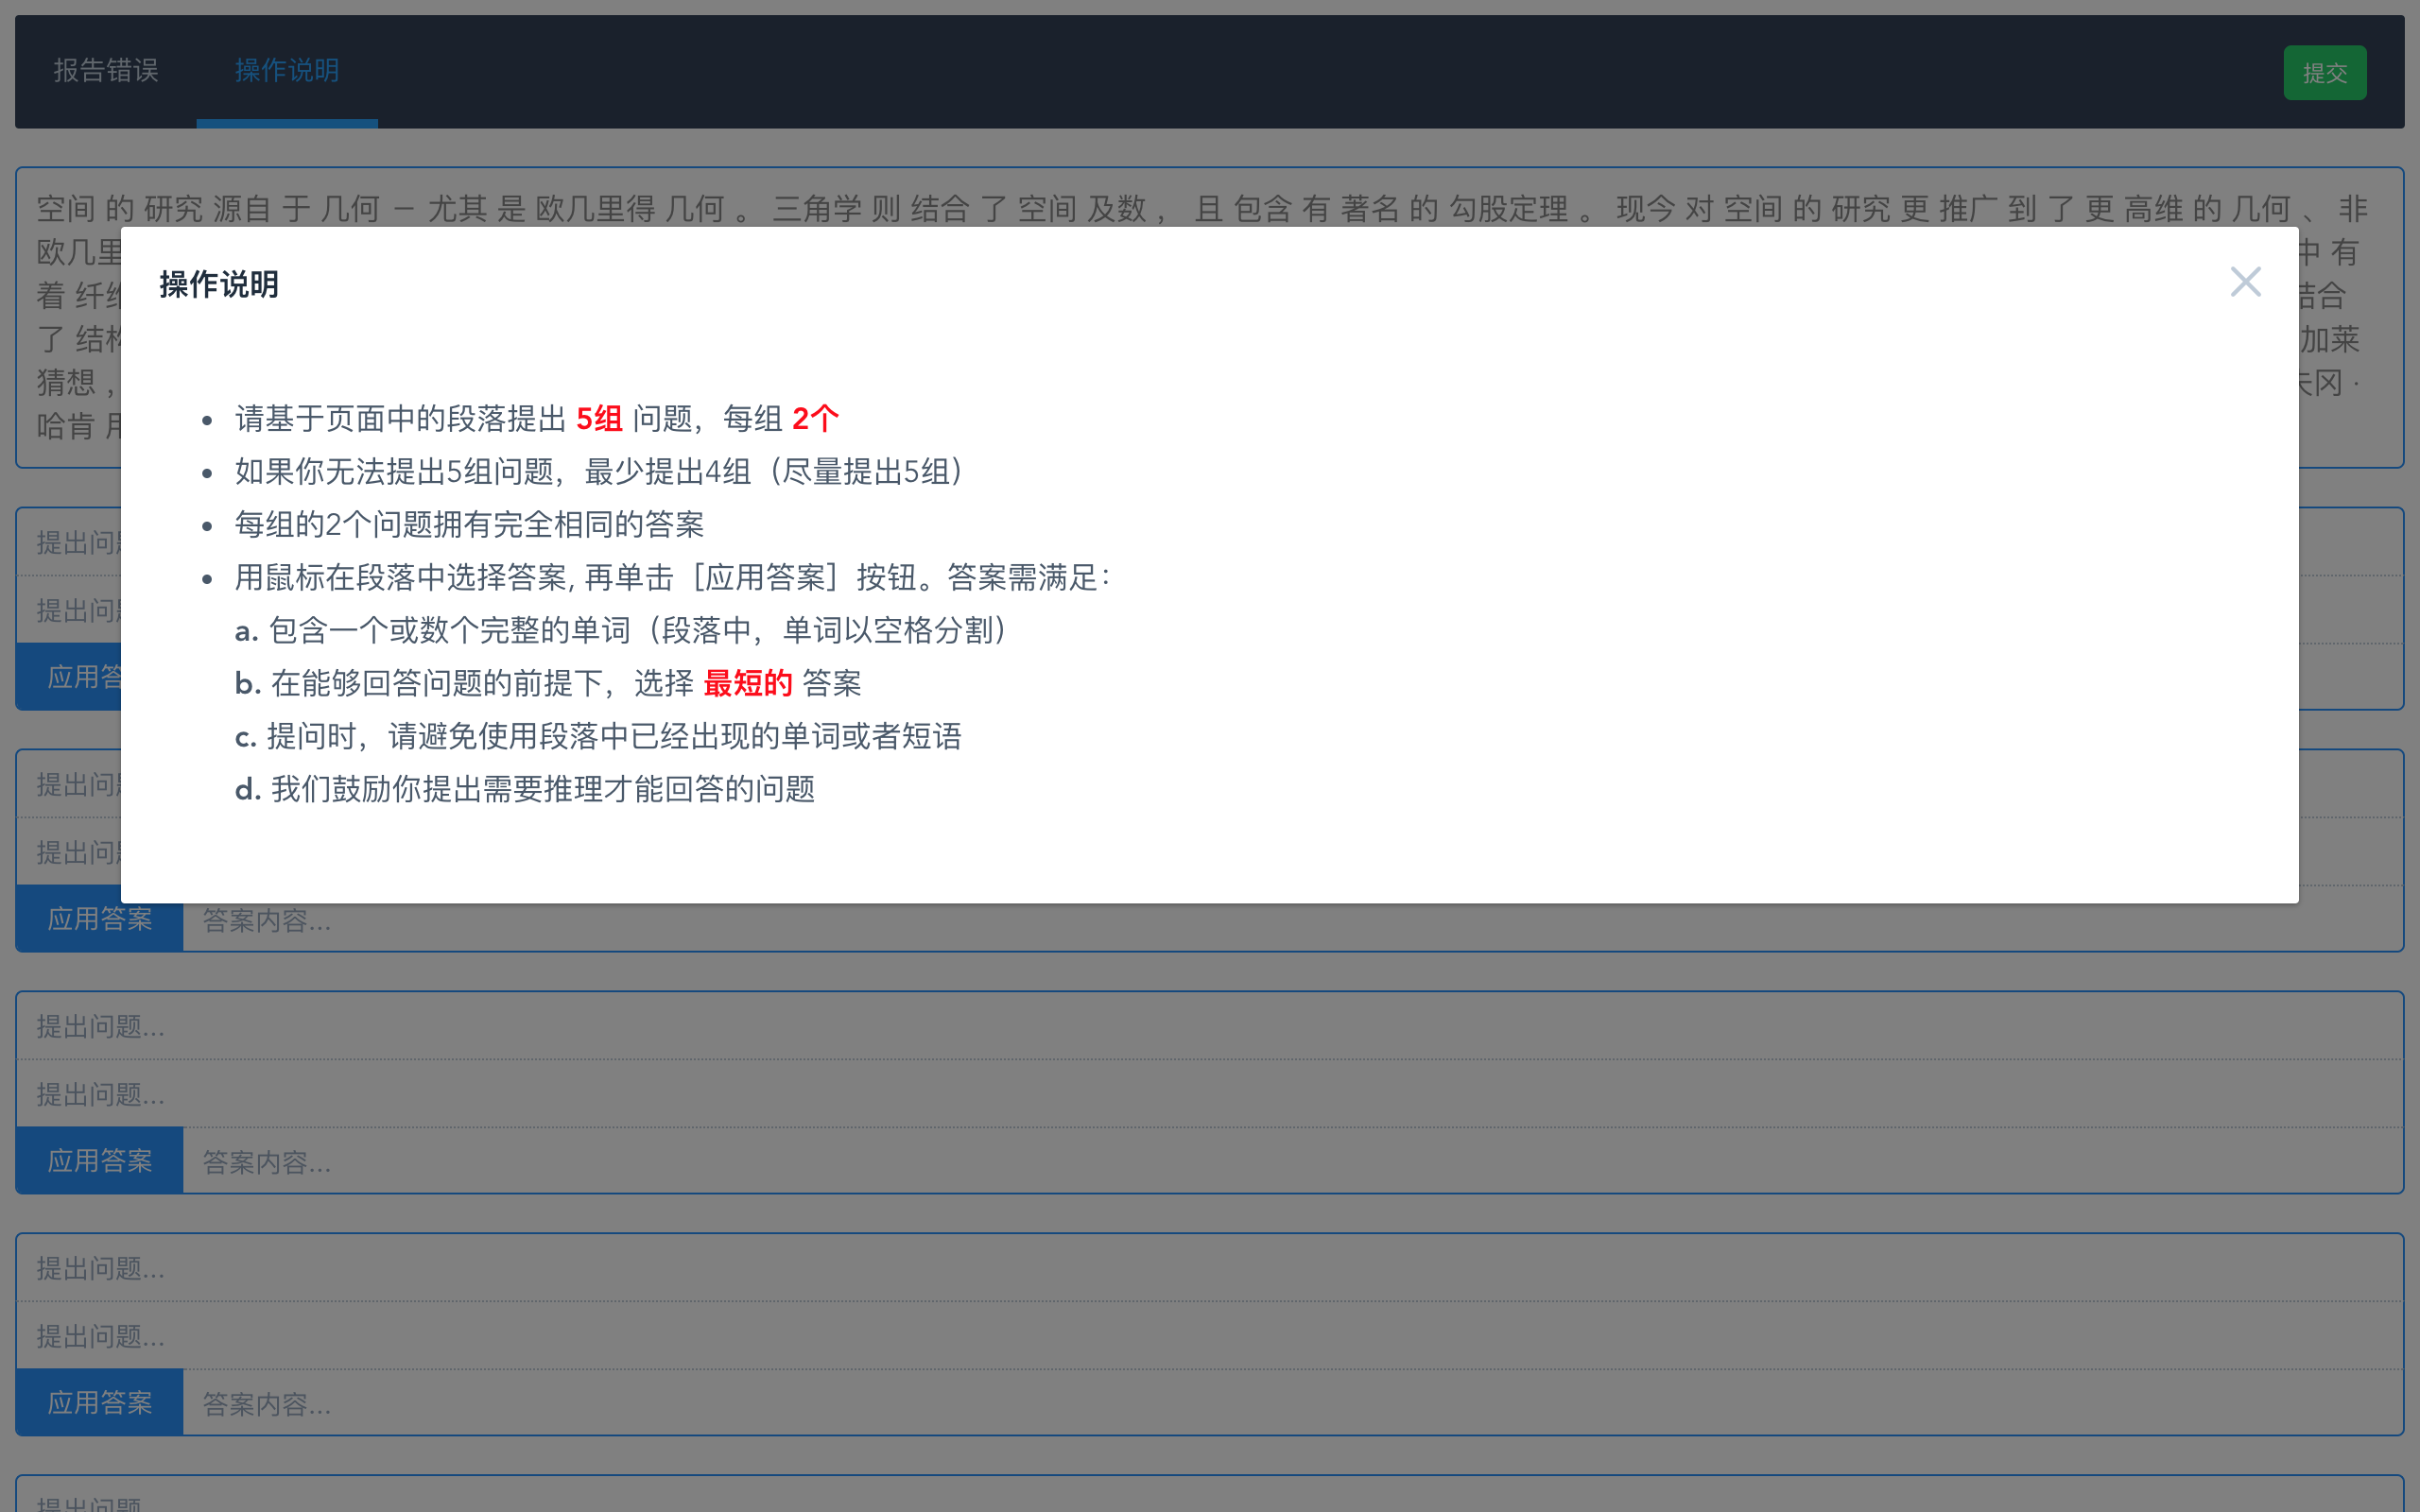 报告错误
操作说明
提交
空间 的 研究 源自 于 几何 — 尤其 是 欧几里得 几何 。 三角学 则 结合 了 空间 及数 ， 且 包含 有 著名 的 勾股定理 。 现今 对 空间 的 研究 更 推广 到 了 更 高维 的 几何 、 非
欧几里 中 有
着 纤维 结合
了 结构 加莱
猜想 , 夫冈 ·
哈肯 用
操作说明
请基于页面中的段落提出 5组 问题，每组 2个
如果你无法提出5组问题，最少提出4组（尽量提出5组）
每组的2个问题拥有完全相同的答案
用鼠标在段落中选择答案, 再单击［应用答案］按钮。答案需满足：
a. 包含一个或数个完整的单词（段落中，单词以空格分割）
b. 在能够回答问题的前提下，选择 最短的 答案
c. 提问时，请避免使用段落中已经出现的单词或者短语
d. 我们鼓励你提出需要推理才能回答的问题
提出问题
提出问题
应用答
提出问题
提出问题
应用答案
答案内容...
提出问题...
提出问题...
应用答案
答案内容...
提出问题...
提出问题...
应用答案
答案内容...
提出问题